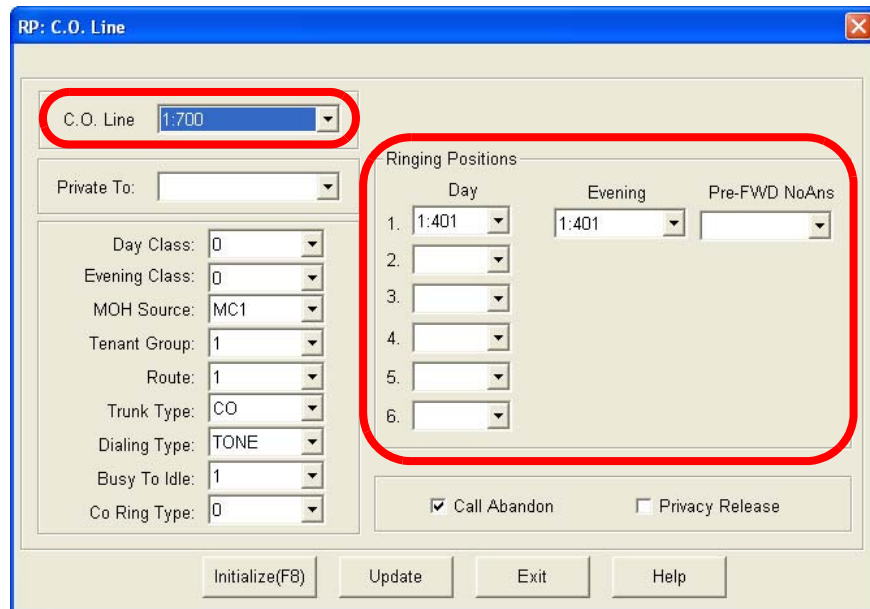 RP: C.O. Line
C.O. Line 1:700
Private To:
Day Class: 0
Evening Class: 0
MOH Source: MC1
Tenant Group: 1
Route: 1
Trunk Type: CO
Dialing Type: TONE
Busy To Idle: 1
Co Ring Type: 0
Ringing Positions
Day Evening Pre-FWD NoAns
1. 1:401 1:401
2.
3.
4.
5.
6.
Call Abandon Privacy Release
Initialize(F8) Update Exit Help